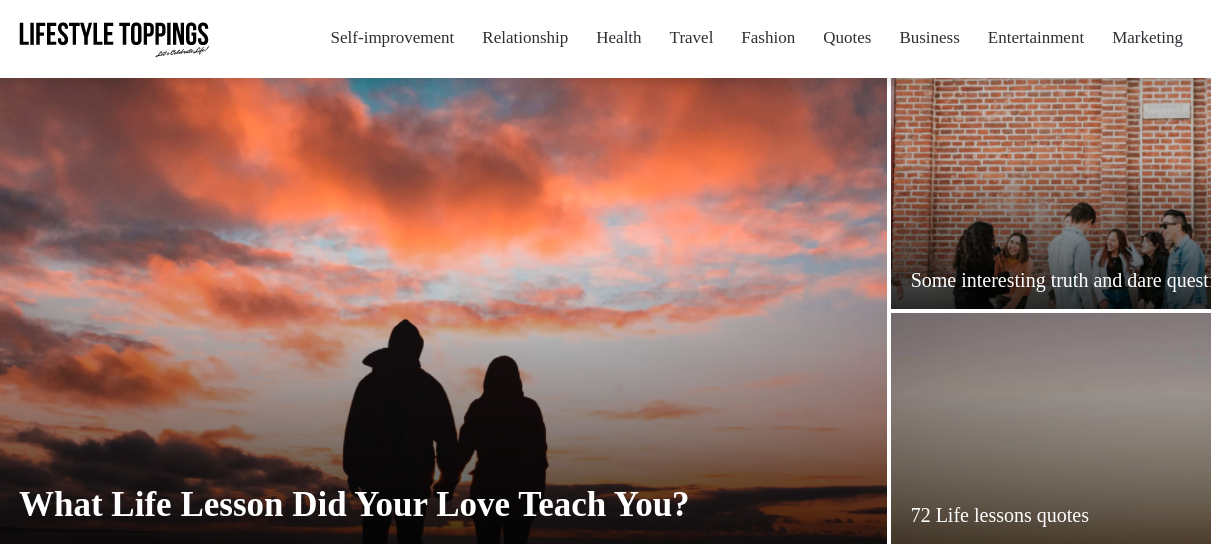 LIFESTYLE TOPPINGS
Let's Celebrate Life!
Self-improvement Relationship Health Travel Fashion Quotes Business Entertainment Marketing
Some interesting truth and dare questi
What Life Lesson Did Your Love Teach You?
72 Life lessons quotes